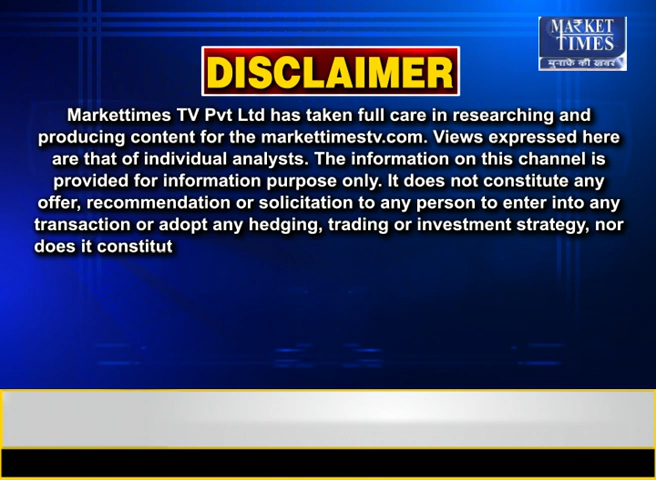 MARKET
TIMES
मुनाफे की खबर
DISCLAIMER
Markettimes TV Pvt Ltd has taken full care in researching and
producing content for the markettimestv.com. Views expressed here
are that of individual analysts. The information on this channel is
provided for information purpose only. It does not constitute any
offer, recommendation or solicitation to any person to enter into any
transaction or adopt any hedging, trading or investment strategy, nor
does it constitut